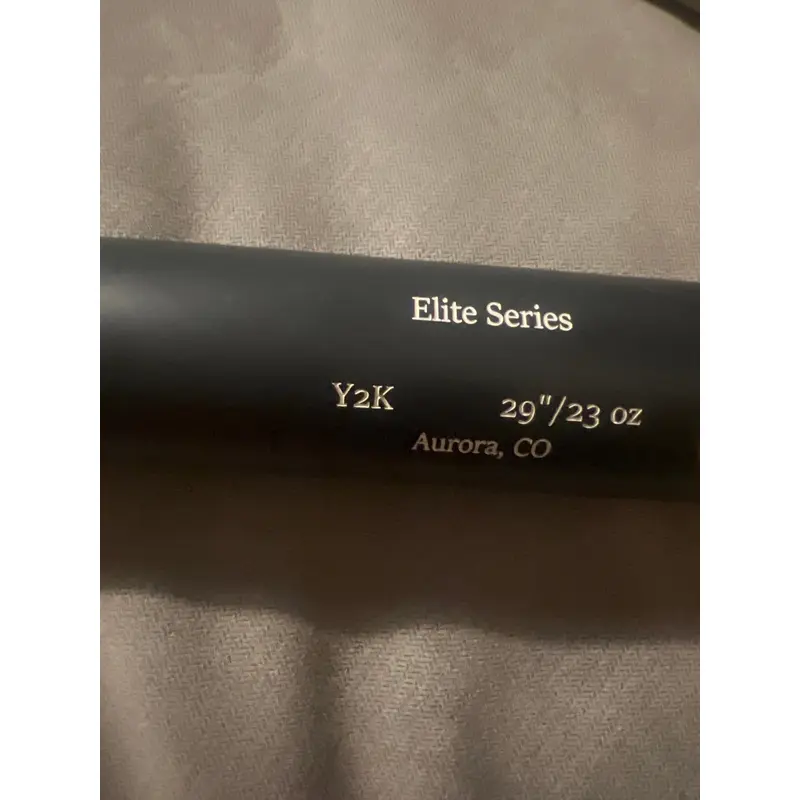 Elite Series
Y2K 29"/23 oz
Aurora, CO